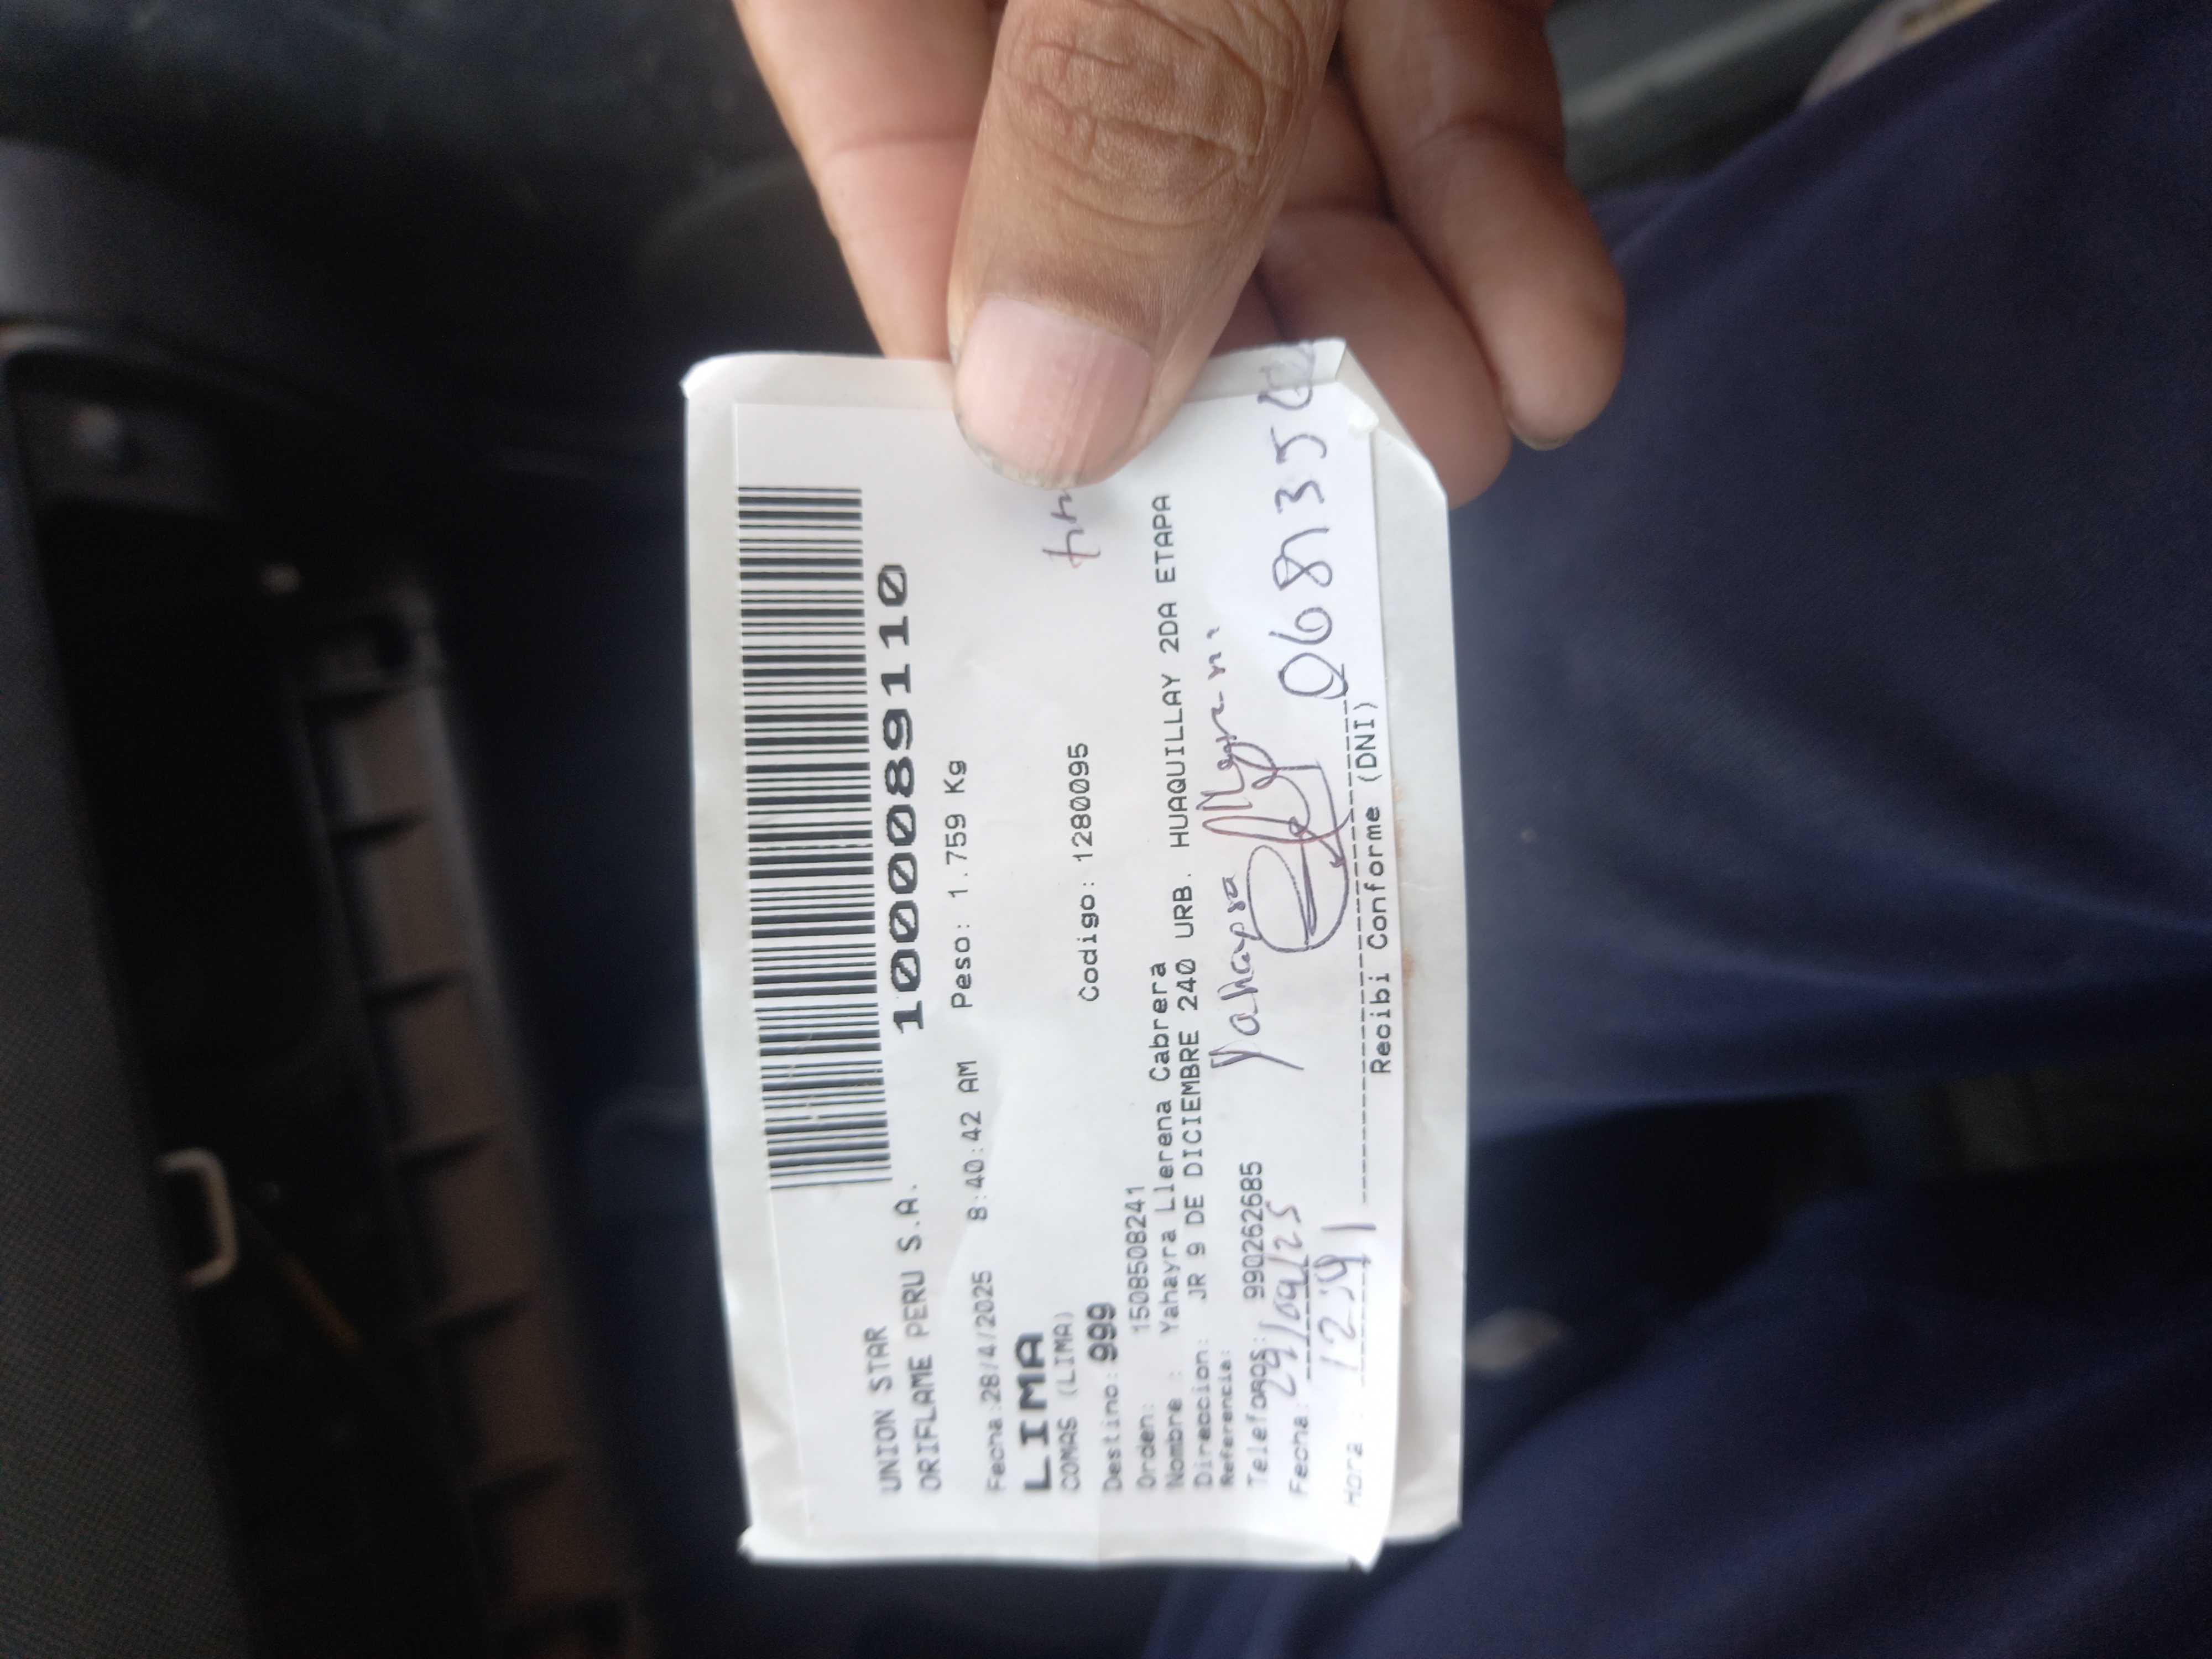 1000089110
UNION STAR
ORIFLAME PERU S.A.
Fecha:28/4/2025 8:40:42 AM Peso: 1.759 Kg
LIMA
COMAS (LIMA)
Destino: 999 Codigo: 1280095
Orden: 1508508241
Nombre : Yahayra Llerena Cabrera
Direccion: JR 9 DE DICIEMBRE 240 URB. HUAQUILLAY 2DA ETAPA
Referencia:
Telefonos: 990262685
Yahayra
Fecha: 29/04/25
Hora :
Recibi Conforme (DNI)